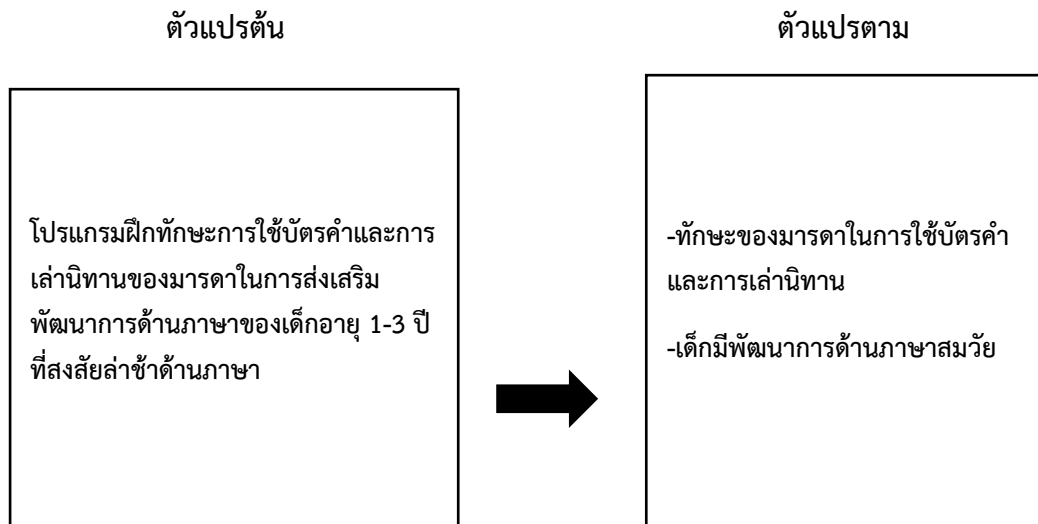 ตัวแปรต้น
ตัวแปรตาม
โปรแกรมฝึกทักษะการใช้บัตรคำและการ
เล่านิทานของมารดาในการส่งเสริม
พัฒนาการด้านภาษาของเด็กอายุ 1-3 ปี
ที่สงสัยล่าช้าด้านภาษา
-ทักษะของมารดาในการใช้บัตรคำ
และการเล่านิทาน
-เด็กมีพัฒนาการด้านภาษาสมวัย